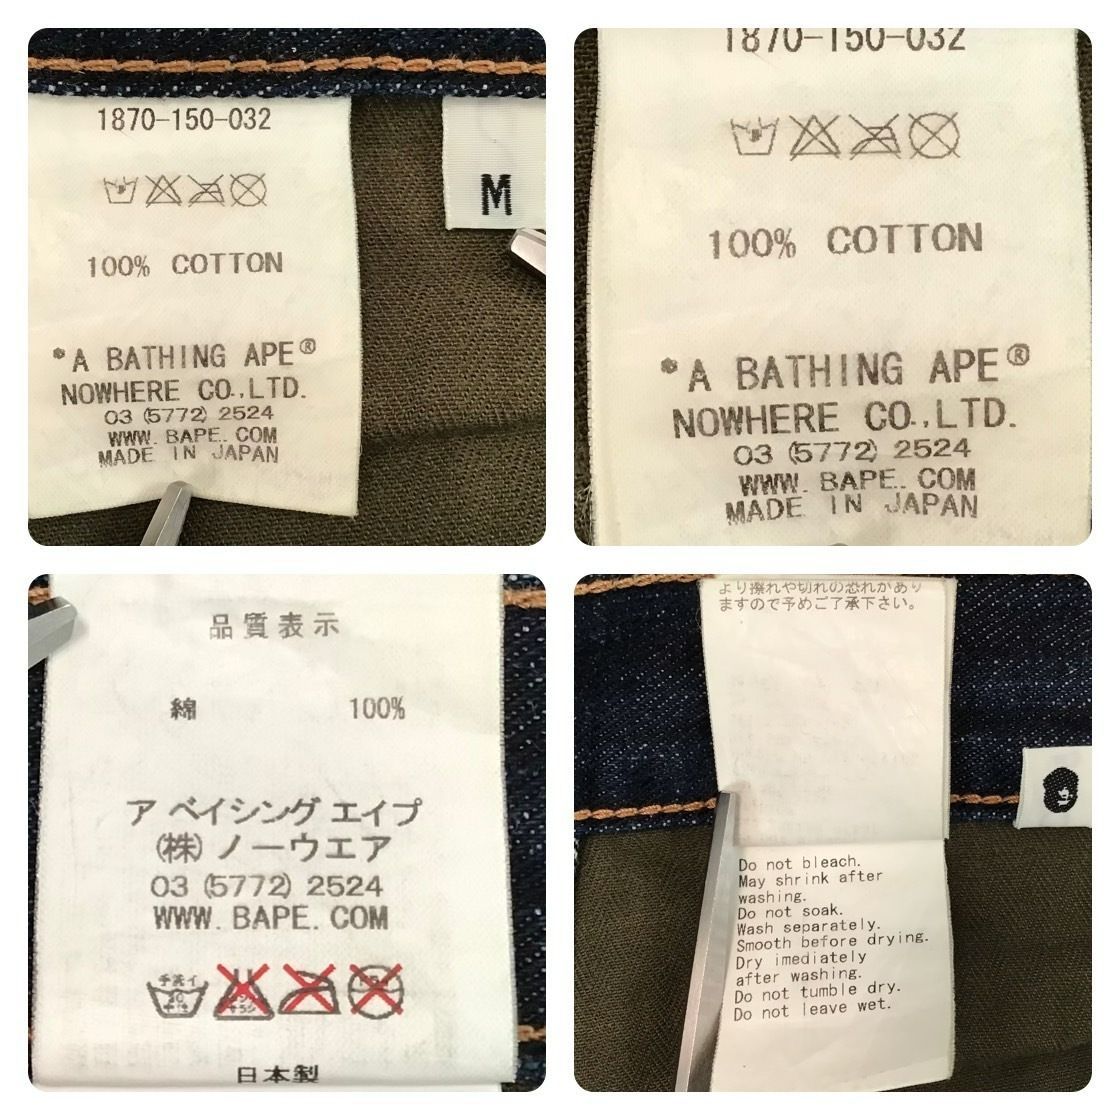 1870-150-032
M
100% COTTON
*A BATHING APE®
NOWHERE CO.,LTD.
03 (5772) 2524
WWW. BAPE. COM
MADE IN JAPAN
1870-150-032
100% COTTON
*A BATHING APE®
NOWHERE CO.,LTD.
03 (5772) 2524
WWW. BAPE. COM
MADE IN JAPAN
品質表示
綿 100%
ア ベイシング エイプ
(株) ノーウエア
03 (5772) 2524
WWW. BAPE. COM
手洗イ
30
日本製
より擦れや切れの恐れがあり
ますので予めご了承下さい。
Do not bleach.
May shrink after
washing.
Do not soak.
Wash separately.
Smooth before drying.
Dry imediately
after washing.
Do not tumble dry.
Do not leave wet.